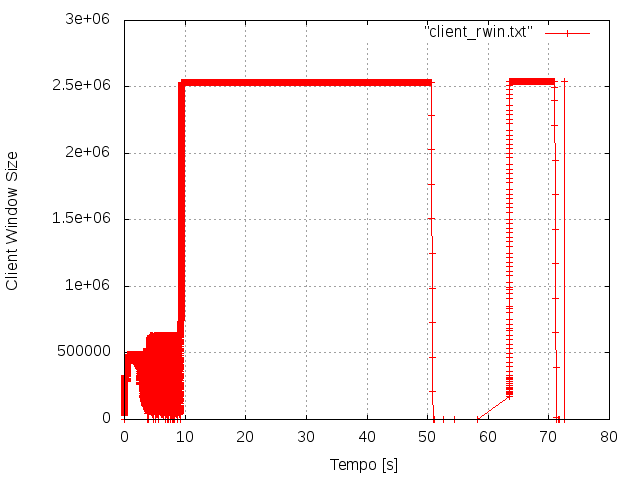 3e+06
"client_rwin.txt"
2.5e+06
2e+06
1.5e+06
1e+06
500000
0
Client Window Size
0 10 20 30 40 50 60 70 80
Tempo [s]